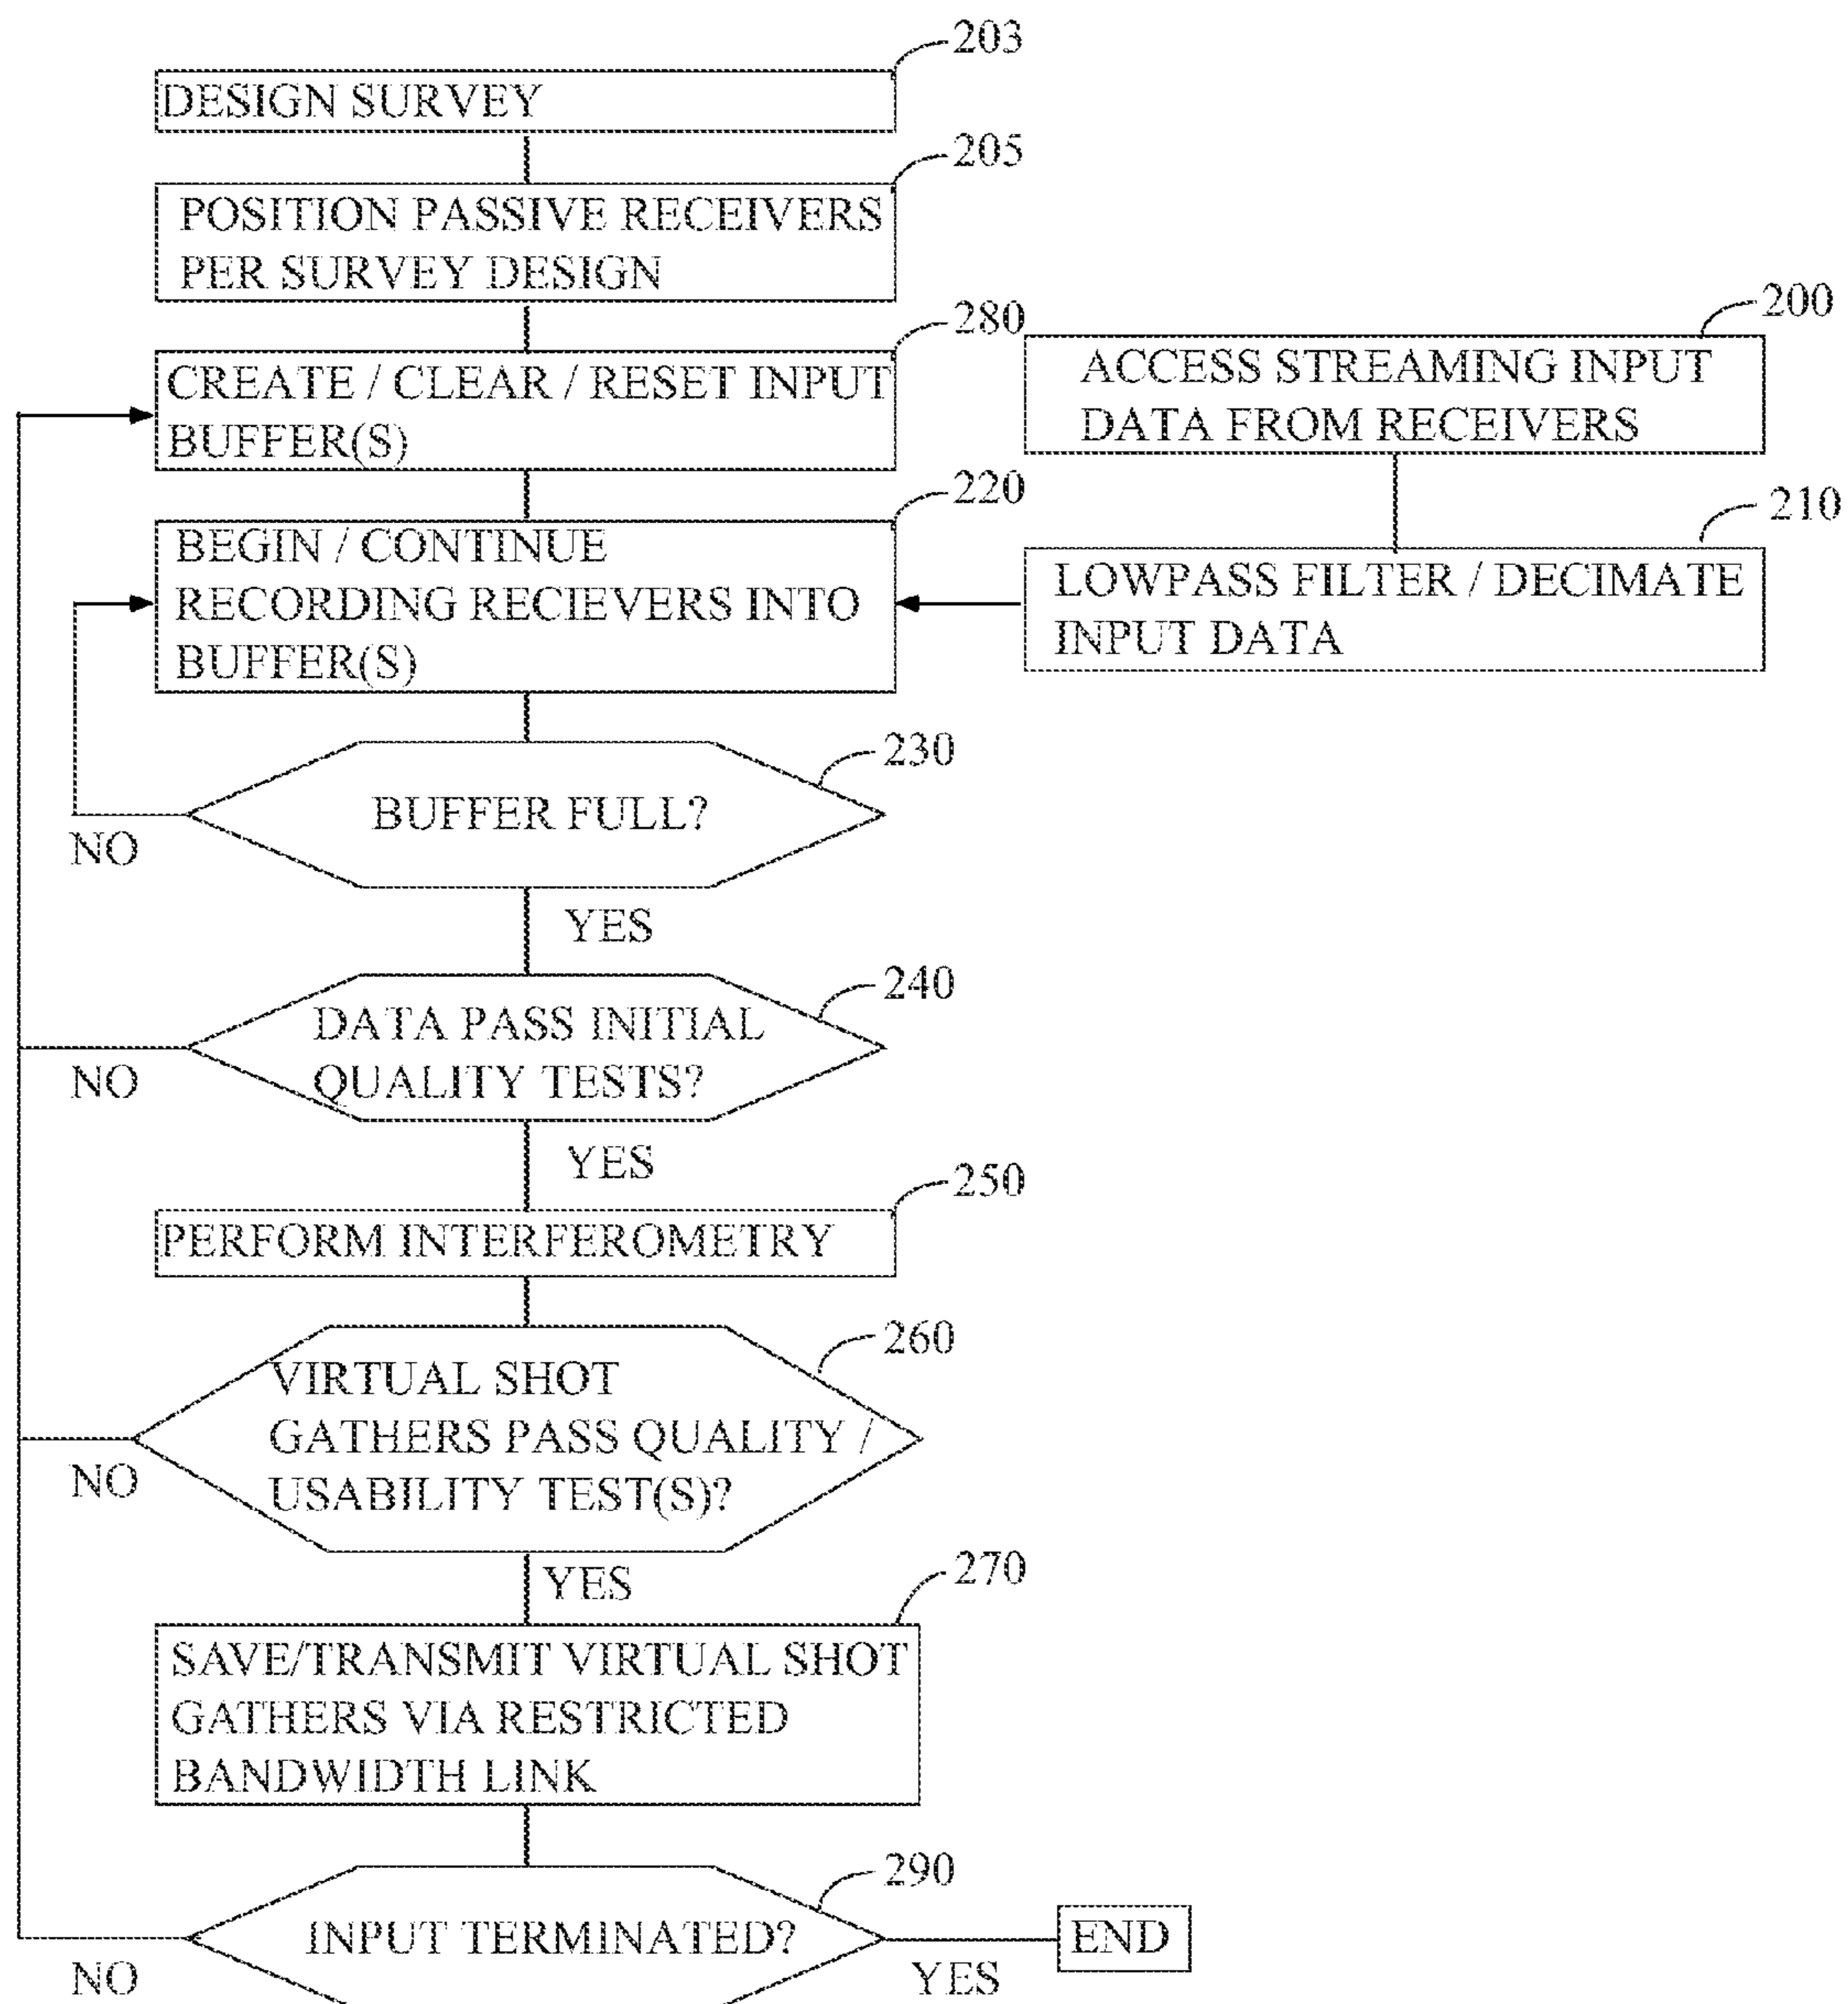 203
DESIGN SURVEY
205
POSITION PASSIVE RECEIVERS
PER SURVEY DESIGN
280
CREATE / CLEAR / RESET INPUT
BUFFER(S)
200
ACCESS STREAMING INPUT
DATA FROM RECEIVERS
220
BEGIN / CONTINUE
RECORDING RECIEVERS INTO
BUFFER(S)
210
LOWPASS FILTER / DECIMATE
INPUT DATA
230
BUFFER FULL?
NO
YES
240
DATA PASS INITIAL
QUALITY TESTS?
NO
YES
250
PERFORM INTERFEROMETRY
260
VIRTUAL SHOT
GATHERS PASS QUALITY /
USABILITY TEST(S)?
NO
YES
270
SAVE/TRANSMIT VIRTUAL SHOT
GATHERS VIA RESTRICTED
BANDWIDTH LINK
290
INPUT TERMINATED?
NO
YES
END